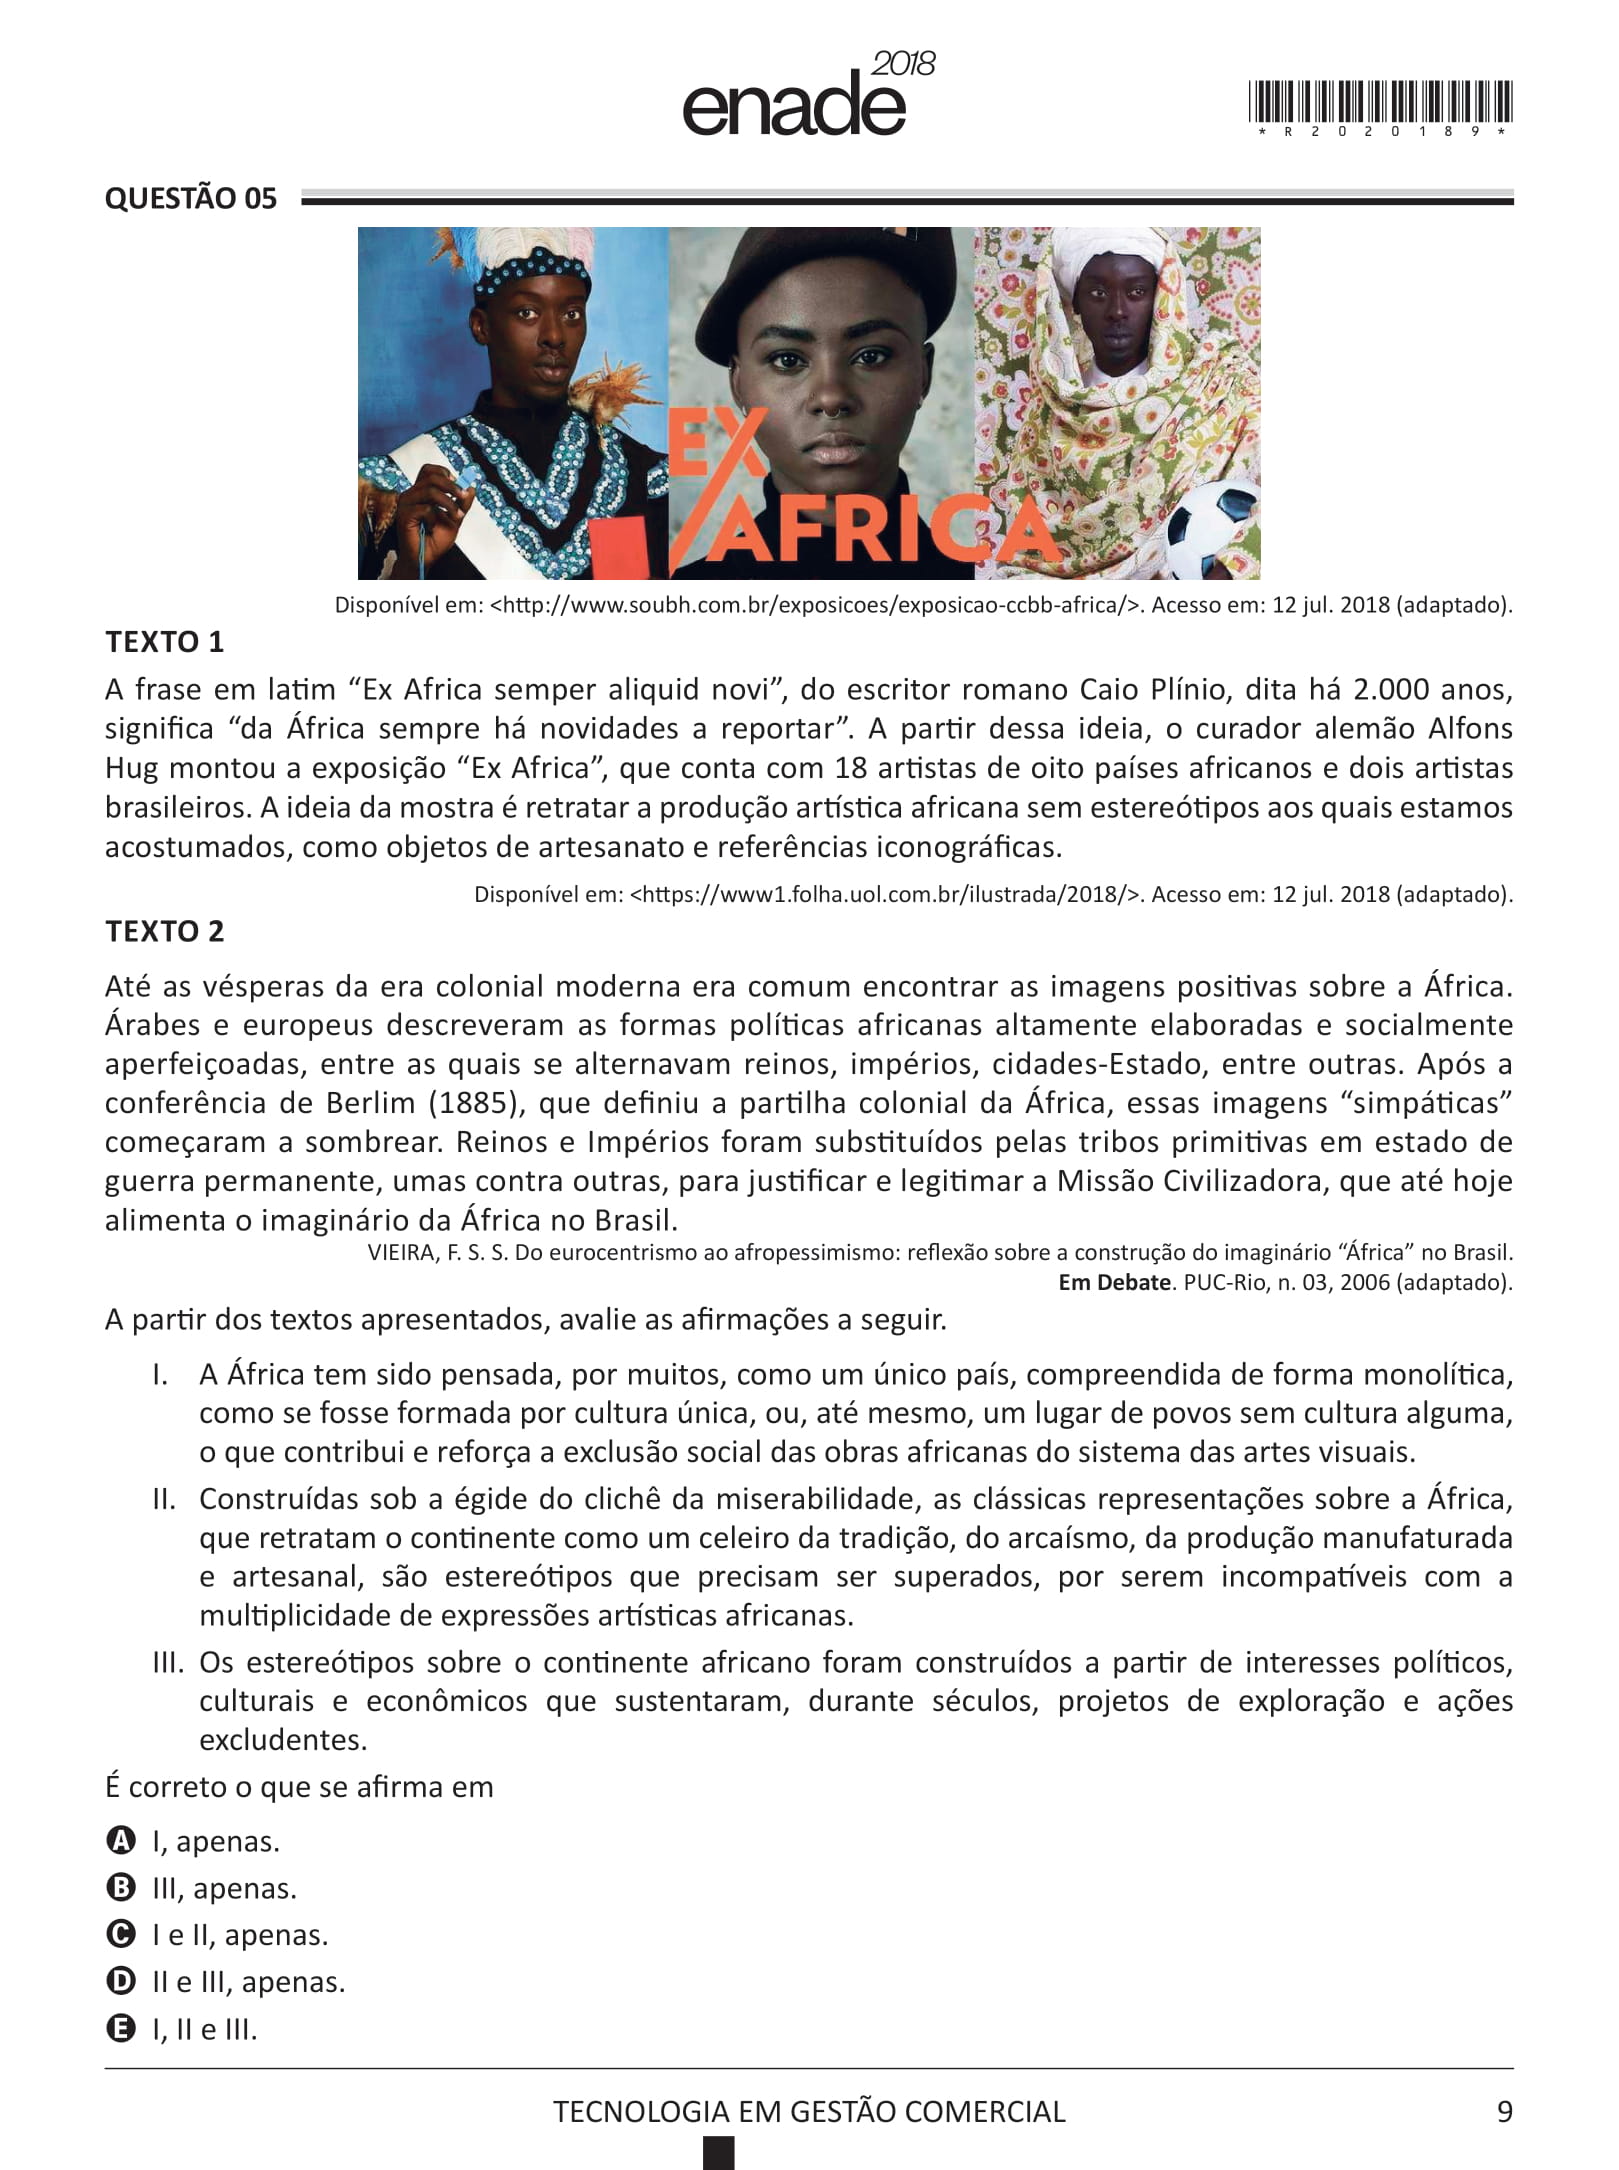 enade 2018
* R 2 0 2 0 1 8 9 *
QUESTÃO 05
EX
AFRICA
Disponível em: <http://www.soubh.com.br/exposicoes/exposicao-ccbb-africa/>. Acesso em: 12 jul. 2018 (adaptado).
TEXTO 1
A frase em latim “Ex Africa semper aliquid novi”, do escritor romano Caio Plínio, dita há 2.000 anos,
significa “da África sempre há novidades a reportar”. A partir dessa ideia, o curador alemão Alfons
Hug montou a exposição “Ex Africa”, que conta com 18 artistas de oito países africanos e dois artistas
brasileiros. A ideia da mostra é retratar a produção artística africana sem estereótipos aos quais estamos
acostumados, como objetos de artesanato e referências iconográficas.
Disponível em: <https://www1.folha.uol.com.br/ilustrada/2018/>. Acesso em: 12 jul. 2018 (adaptado).
TEXTO 2
Até as vésperas da era colonial moderna era comum encontrar as imagens positivas sobre a África.
Árabes e europeus descreveram as formas políticas africanas altamente elaboradas e socialmente
aperfeiçoadas, entre as quais se alternavam reinos, impérios, cidades-Estado, entre outras. Após a
conferência de Berlim (1885), que definiu a partilha colonial da África, essas imagens “simpáticas”
começaram a sombrear. Reinos e Impérios foram substituídos pelas tribos primitivas em estado de
guerra permanente, umas contra outras, para justificar e legitimar a Missão Civilizadora, que até hoje
alimenta o imaginário da África no Brasil.
VIEIRA, F. S. S. Do eurocentrismo ao afropessimismo: reflexão sobre a construção do imaginário “África” no Brasil.
Em Debate. PUC-Rio, n. 03, 2006 (adaptado).
A partir dos textos apresentados, avalie as afirmações a seguir.
I. A África tem sido pensada, por muitos, como um único país, compreendida de forma monolítica,
como se fosse formada por cultura única, ou, até mesmo, um lugar de povos sem cultura alguma,
o que contribui e reforça a exclusão social das obras africanas do sistema das artes visuais.
II. Construídas sob a égide do clichê da miserabilidade, as clássicas representações sobre a África,
que retratam o continente como um celeiro da tradição, do arcaísmo, da produção manufaturada
e artesanal, são estereótipos que precisam ser superados, por serem incompatíveis com a
multiplicidade de expressões artísticas africanas.
III. Os estereótipos sobre o continente africano foram construídos a partir de interesses políticos,
culturais e econômicos que sustentaram, durante séculos, projetos de exploração e ações
excludentes.
É correto o que se afirma em
A I, apenas.
B III, apenas.
C I e II, apenas.
D II e III, apenas.
E I, II e III.
TECNOLOGIA EM GESTÃO COMERCIAL
9